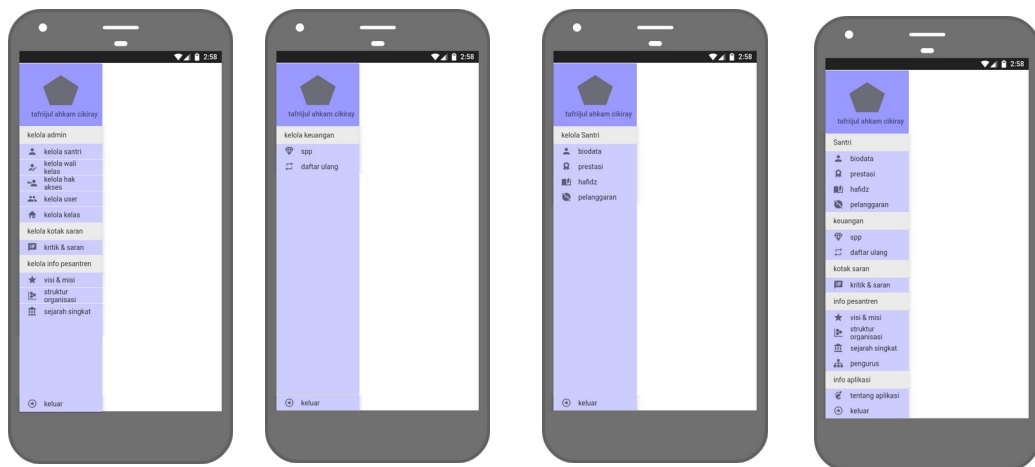 2:58
tafriijul ahkam cikiray
kelola admin
kelola santri
kelola wali
kelas
kelola hak
akses
kelola user
kelola kelas
kelola kotak saran
kritik & saran
kelola info pesantren
visi & misi
struktur
organisasi
sejarah singkat
keluar
2:58
tafriijul ahkam cikiray
kelola keuangan
spp
daftar ulang
keluar
2:58
tafriijul ahkam cikiray
kelola Santri
biodata
prestasi
hafidz
pelanggaran
keluar
2:58
tafriijul ahkam cikiray
Santri
biodata
prestasi
hafidz
pelanggaran
keuangan
spp
daftar ulang
kotak saran
kritik & saran
info pesantren
visi & misi
struktur
organisasi
sejarah singkat
pengurus
info aplikasi
tentang aplikasi
keluar